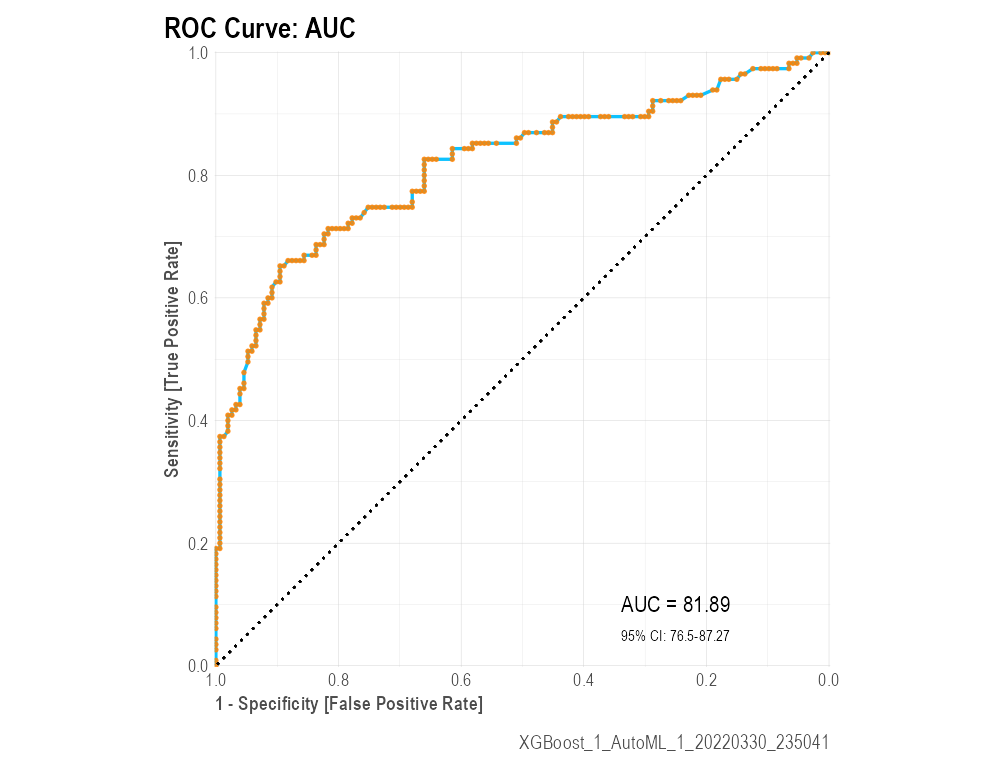 ROC Curve: AUC
1.0
0.8
0.6
0.4
0.2
0.0
Sensitivity [True Positive Rate]
AUC = 81.89
95% CI: 76.5-87.27
1.0 0.8 0.6 0.4 0.2 0.0
1 - Specificity [False Positive Rate]
XGBoost_1_AutoML_1_20220330_235041